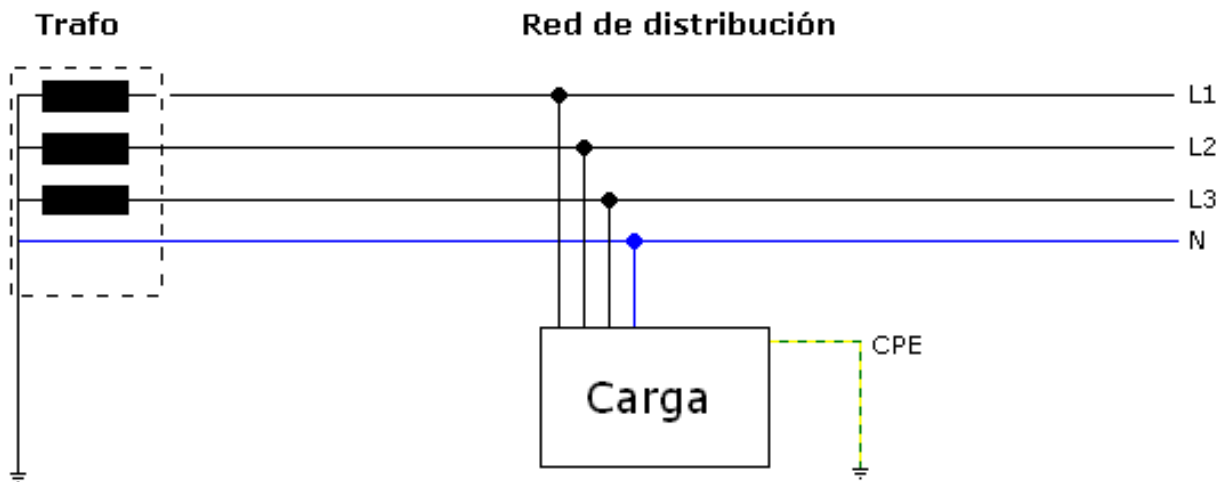 Trafo
Red de distribución
L1
L2
L3
N
CPE
Carga